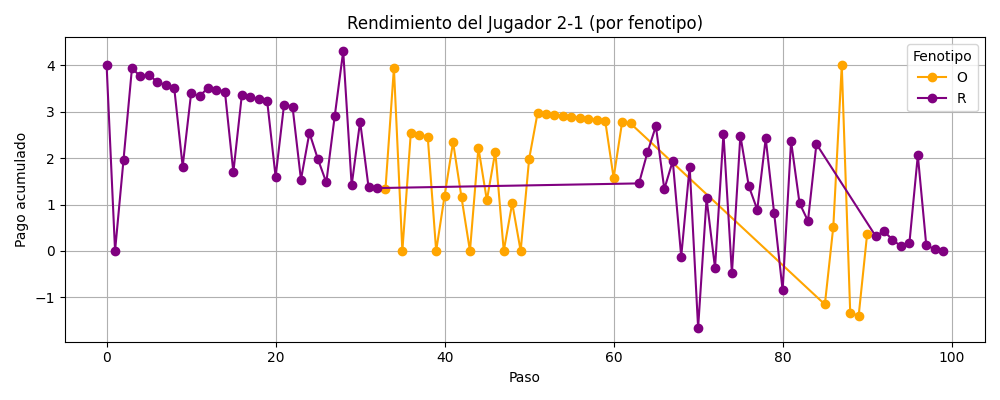 Rendimiento del Jugador 2-1 (por fenotipo)
Fenotipo
O
R
Pago acumulado
4
3
2
1
0
−1
0 20 40 60 80 100
Paso